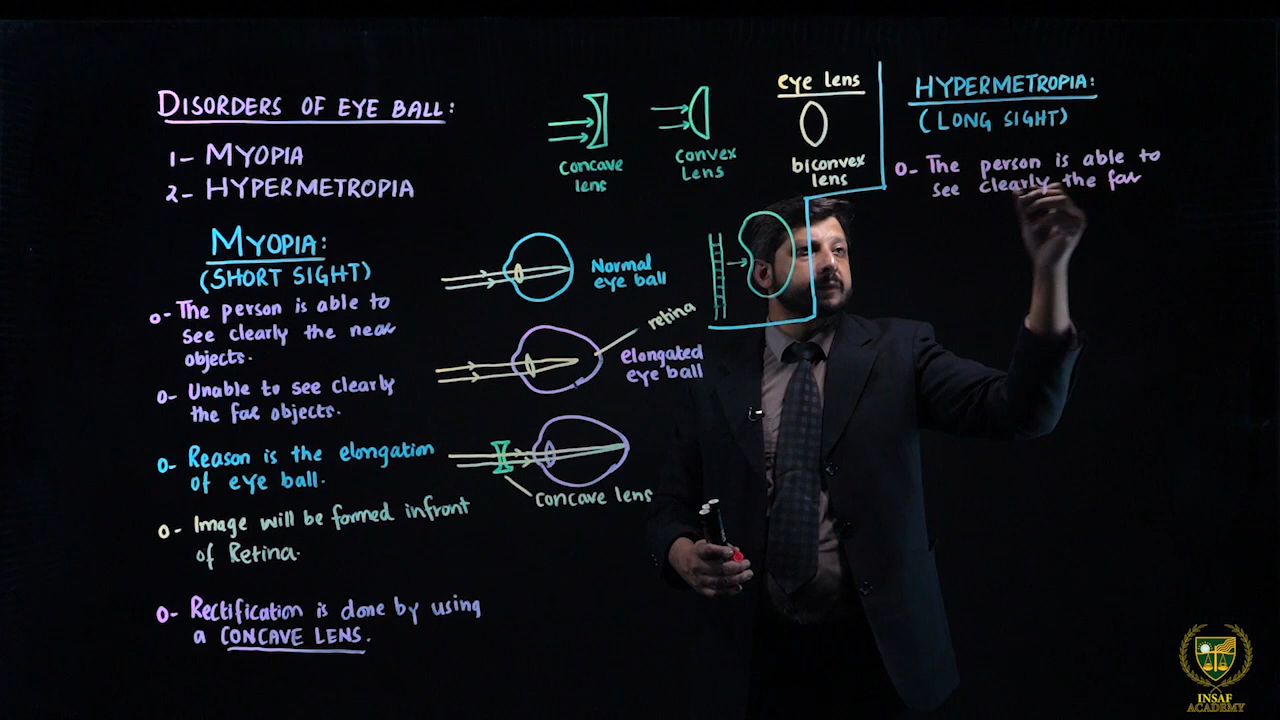 DISORDERS OF EYE BALL:
1- MYOPIA
2- HYPERMETROPIA
MYOPIA:
(SHORT SIGHT)
o- The person is able to
see clearly the near
objects.
o- Unable to see clearly
the far objects.
o- Reason is the elongation
of eye ball.
o- Image will be formed infront
of Retina.
o- Rectification is done by using
a CONCAVE LENS.
concave
lens
convex
Lens
eye lens
biconvex
lens
Normal
eye ball
retina
elongated
eye ball
concave lens
HYPERMETROPIA:
(LONG SIGHT)
o- The person is able to
see clearly the far
INSAF
ACADEMY